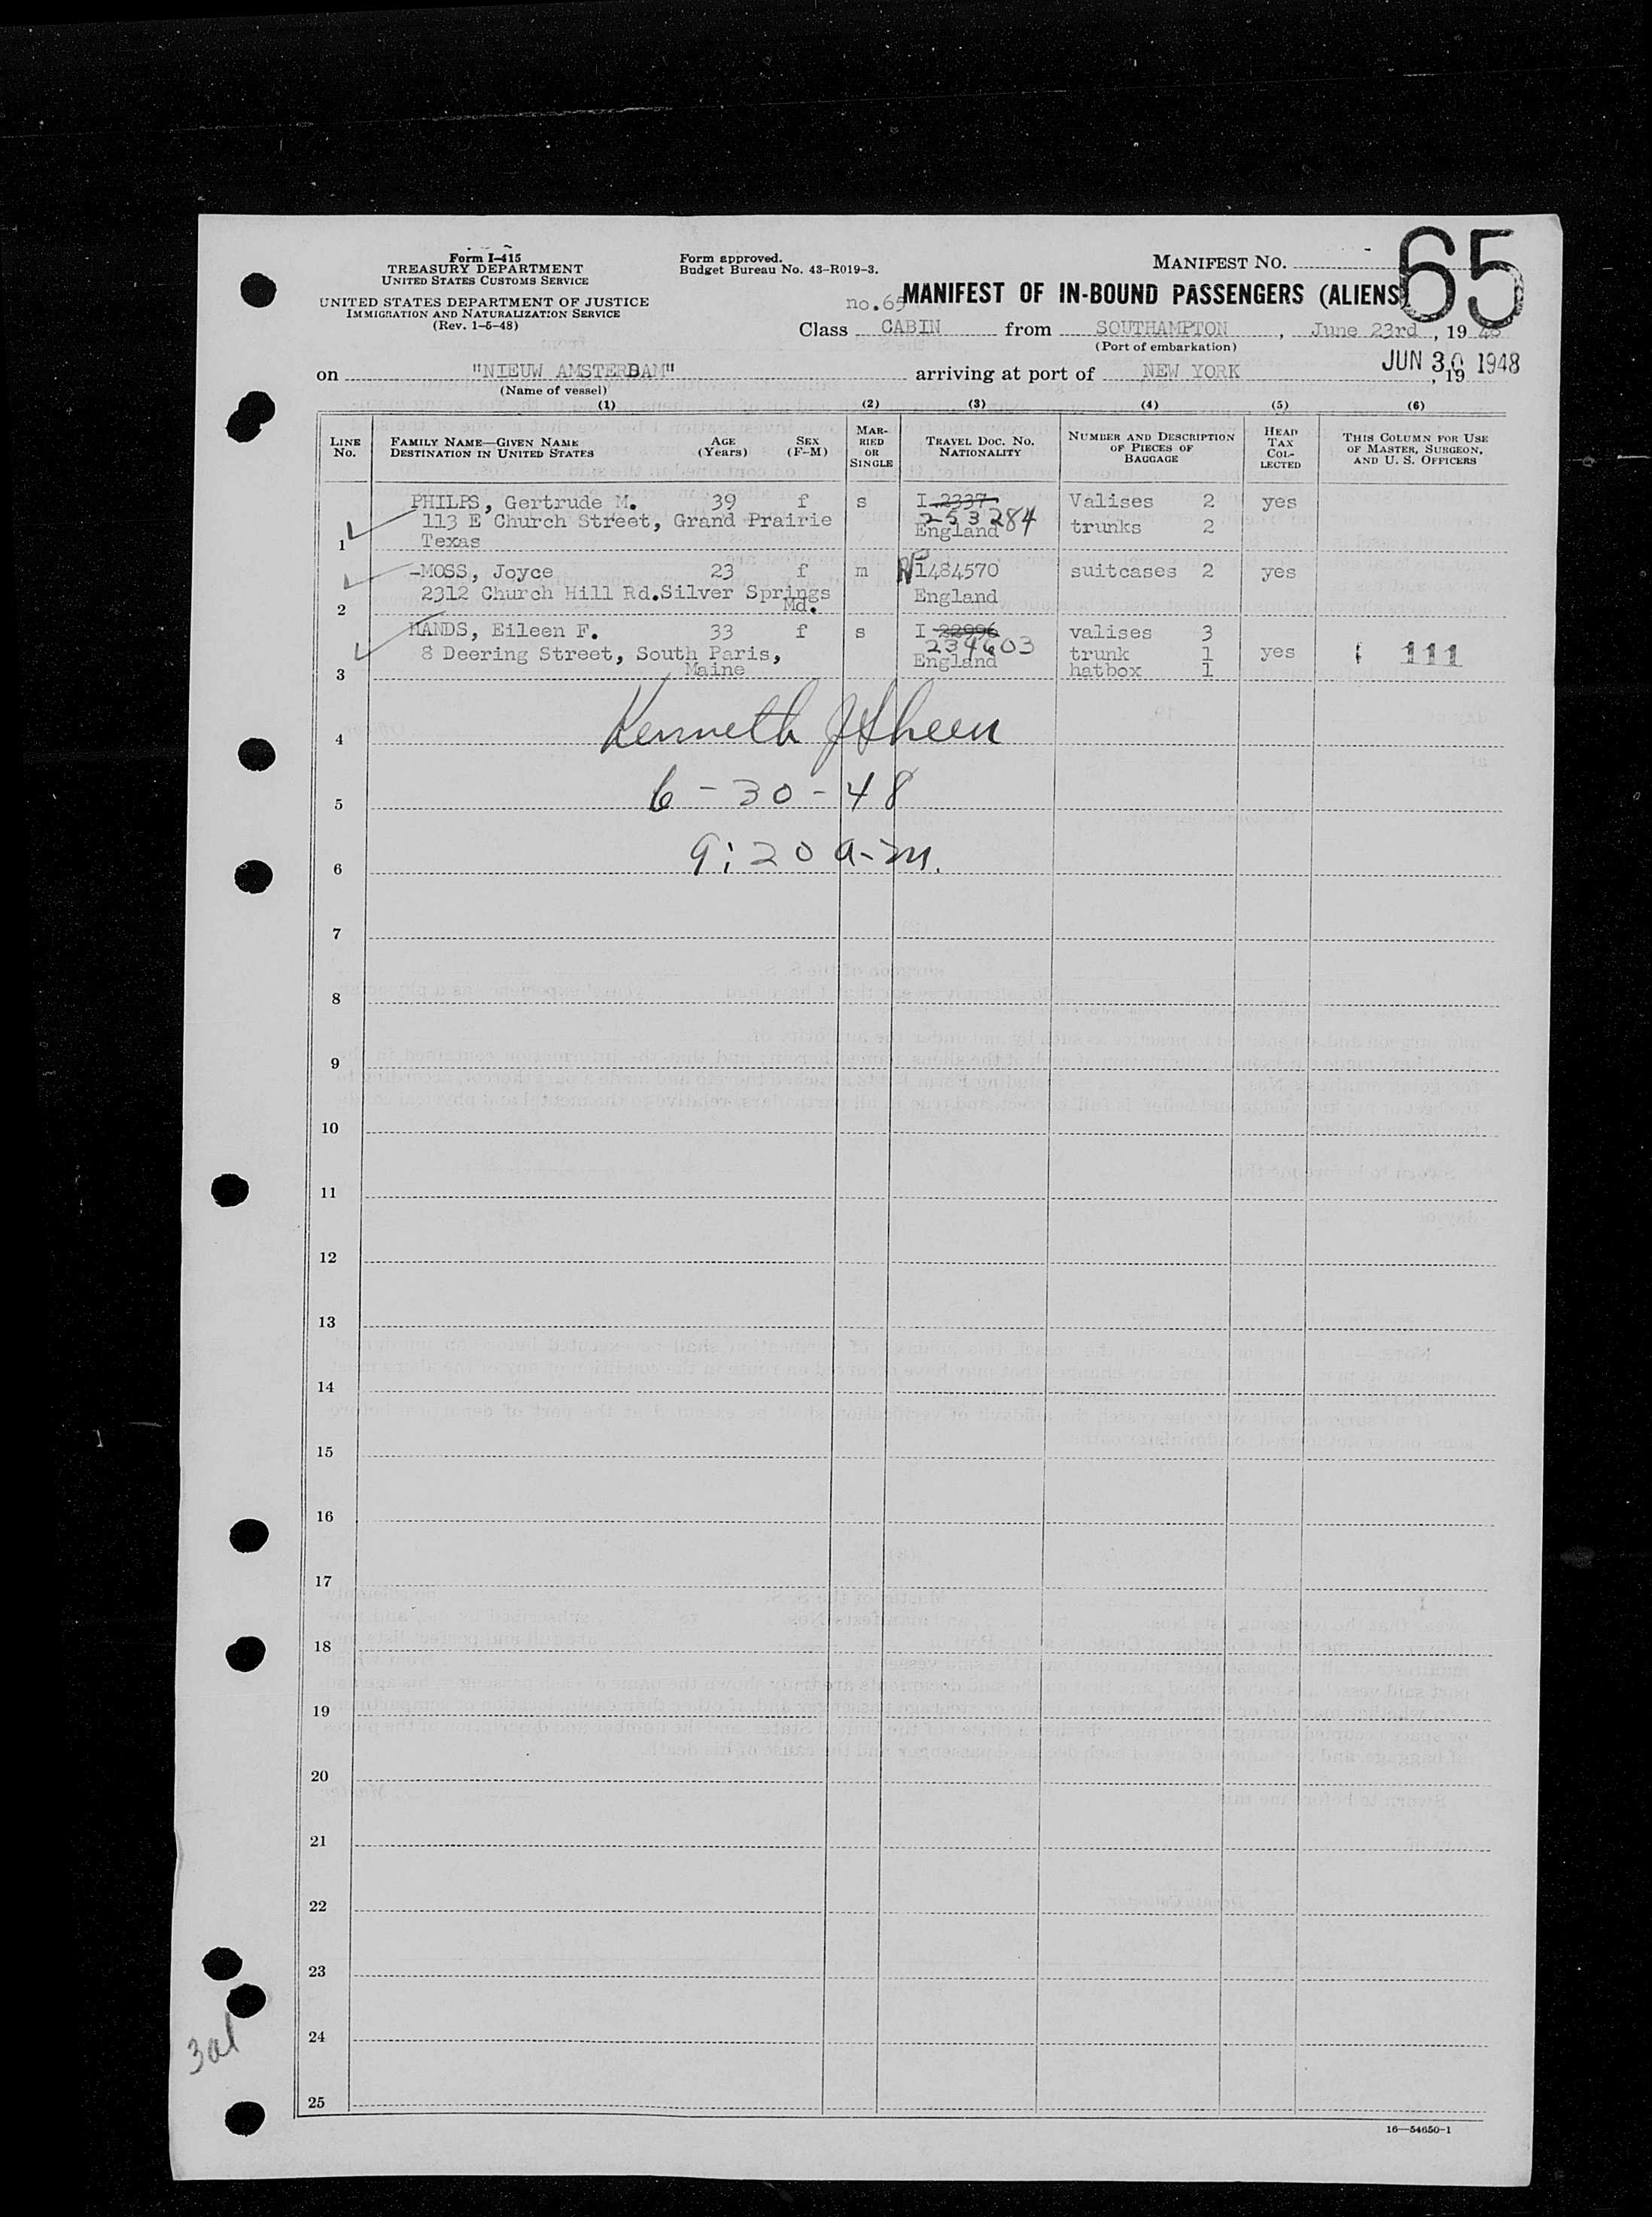 Form I-415
TREASURY DEPARTMENT
UNITED STATES CUSTOMS SERVICE
UNITED STATES DEPARTMENT OF JUSTICE
IMMIGRATION AND NATURALIZATION SERVICE
(Rev. 1-5-48)
Form approved.
Budget Bureau No. 43-R019-3.
MANIFEST NO.
65
no.65
MANIFEST OF IN-BOUND PASSENGERS (ALIENS)
Class CABIN from SOUTHAMPTON, June 23rd, 19 48
(Port of embarkation)
on "NIEUW AMSTERDAM" arriving at port of NEW YORK, 19 JUN 30 1948
(Name of vessel)
(1) (2) (3) (4) (5) (6)
LINE No. FAMILY NAME—GIVEN NAME DESTINATION IN UNITED STATES AGE (Years) SEX (F-M) MARRIED OR SINGLE TRAVEL DOC. NO. NATIONALITY NUMBER AND DESCRIPTION OF PIECES OF BAGGAGE HEAD TAX COLLECTED THIS COLUMN FOR USE OF MASTER, SURGEON, AND U. S. OFFICERS
PHILPS, Gertrude M. 39 f s I 2337 Valises 2 yes
253284
113 E Church Street, Grand Prairie England trunks 2
1 Texas
-MOSS, Joyce 23 f m 1484570 suitcases 2 yes
2312 Church Hill Rd.Silver Springs England
2 Md.
HANDS, Eileen F. 33 f s I 22996 valises 3
234603
8 Deering Street, South Paris, England trunk 1 yes 111
3 Maine hatbox 1
Kenneth J Sheen
4
6-30-48
5
9:20 a.m.
6
7
8
9
10
11
12
13
14
15
16
17
18
19
20
21
22
23
24
3al
25
16—54650-1